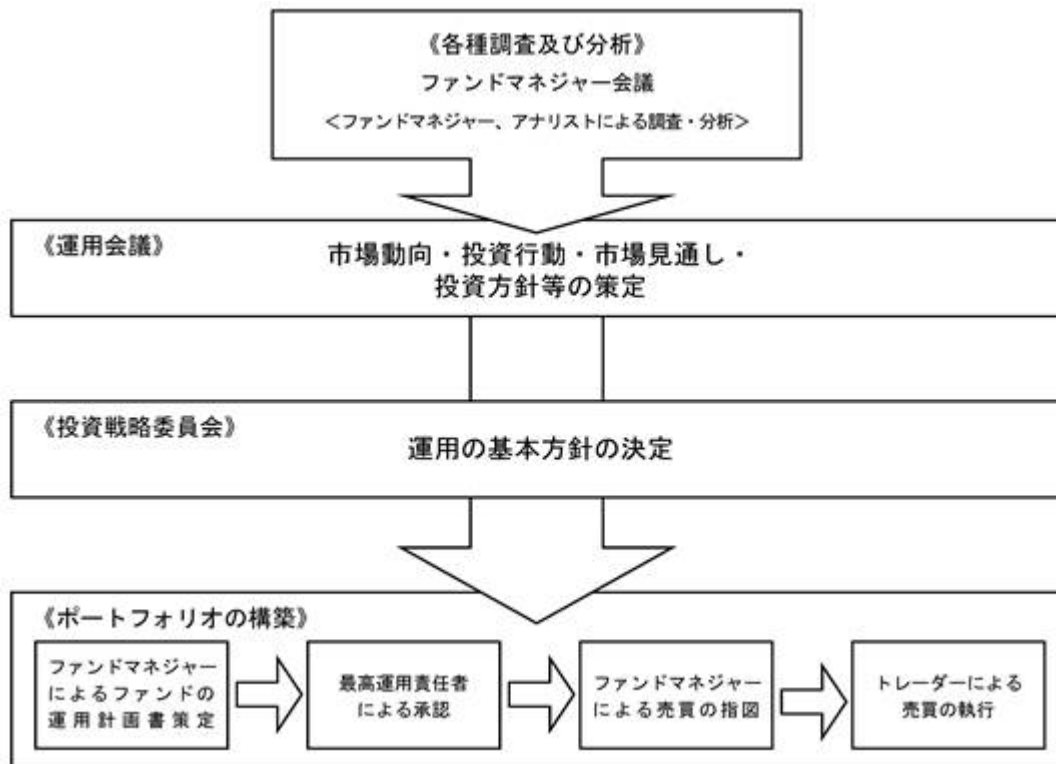 《各種調査及び分析》
ファンドマネジャー会議
＜ファンドマネジャー、アナリストによる調査・分析＞
《運用会議》
市場動向・投資行動・市場見通し・
投資方針等の策定
《投資戦略委員会》
運用の基本方針の決定
《ポートフォリオの構築》
ファンドマネジャー
によるファンドの
運用計画書策定
最高運用責任者
による承認
ファンドマネジャー
による売買の指図
トレーダーによる
売買の執行